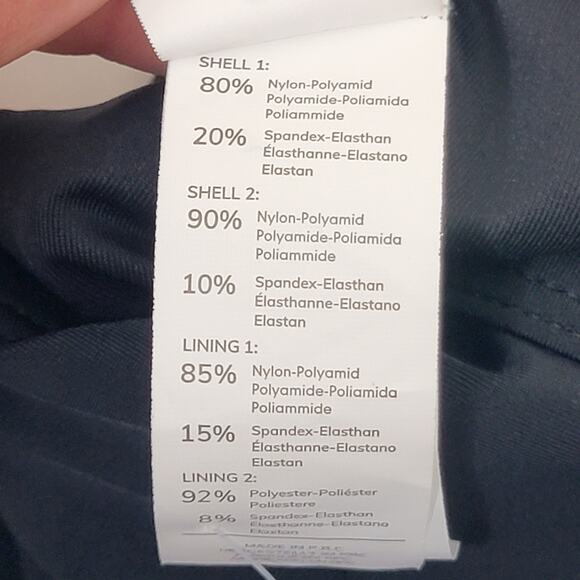 SHELL 1:
80% Nylon-Polyamid
Polyamide-Poliamida
Poliammide
20% Spandex-Elasthan
Élasthanne-Elastano
Elastan
SHELL 2:
90% Nylon-Polyamid
Polyamide-Poliamida
Poliammide
10% Spandex-Elasthan
Élasthanne-Elastano
Elastan
LINING 1:
85% Nylon-Polyamid
Polyamide-Poliamida
Poliammide
15% Spandex-Elasthan
Élasthanne-Elastano
Elastan
LINING 2:
92% Polyester-Poliéster
Poliestere
8% Spandex-Elasthan
Élasthanne-Elastano
Elastan
MADE IN P.R.C